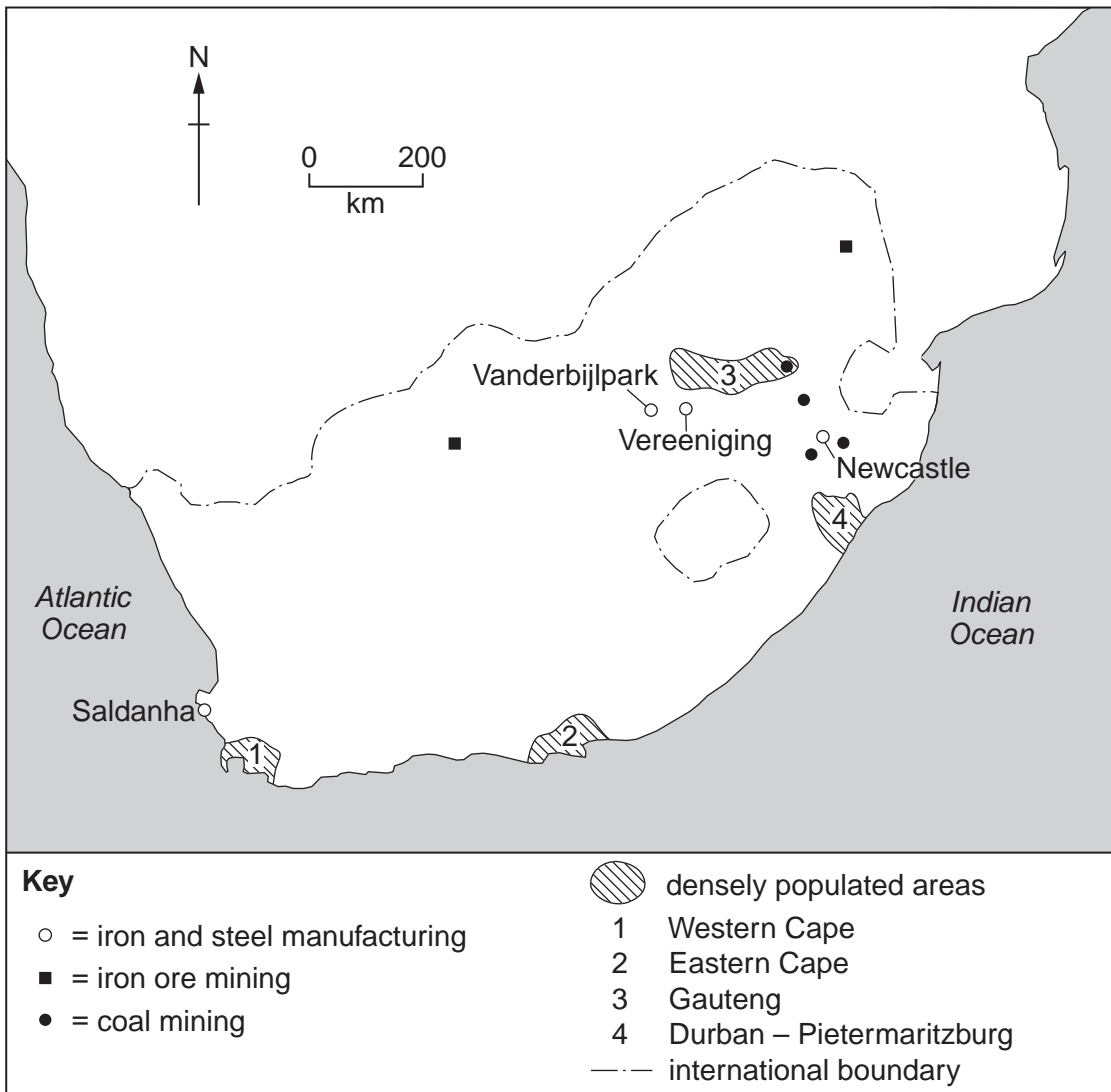 N
0 200
km
Vanderbijlpark
3
Vereeniging
Newcastle
4
Atlantic
Ocean
Indian
Ocean
Saldanha
1
2
Key
= iron and steel manufacturing
= iron ore mining
= coal mining
densely populated areas
1 Western Cape
2 Eastern Cape
3 Gauteng
4 Durban – Pietermaritzburg
international boundary